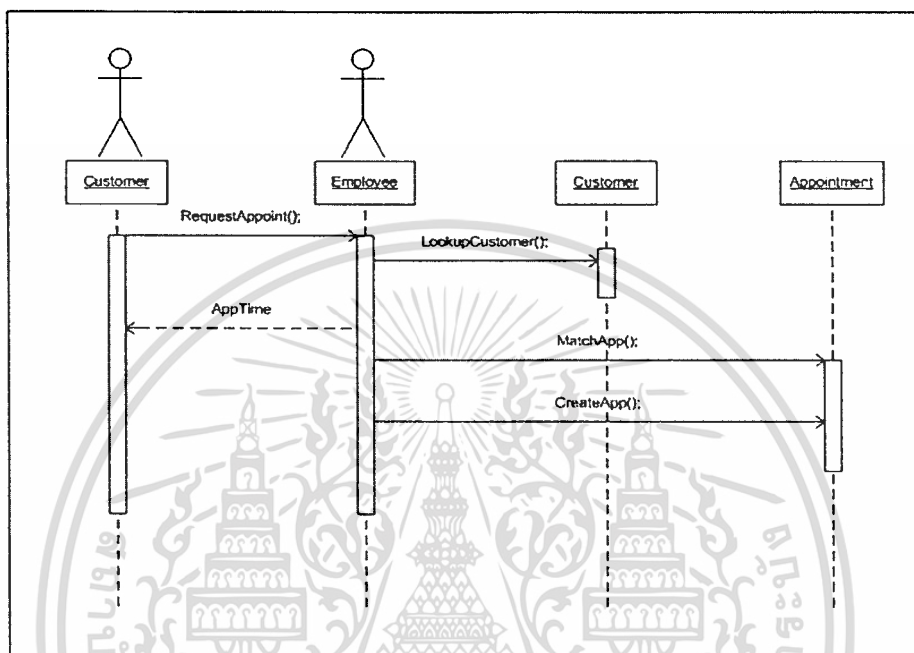 Customer
Employee
Customer
Appointment
RequestAppoint();
LookupCustomer();
AppTime
MatchApp();
CreateApp();